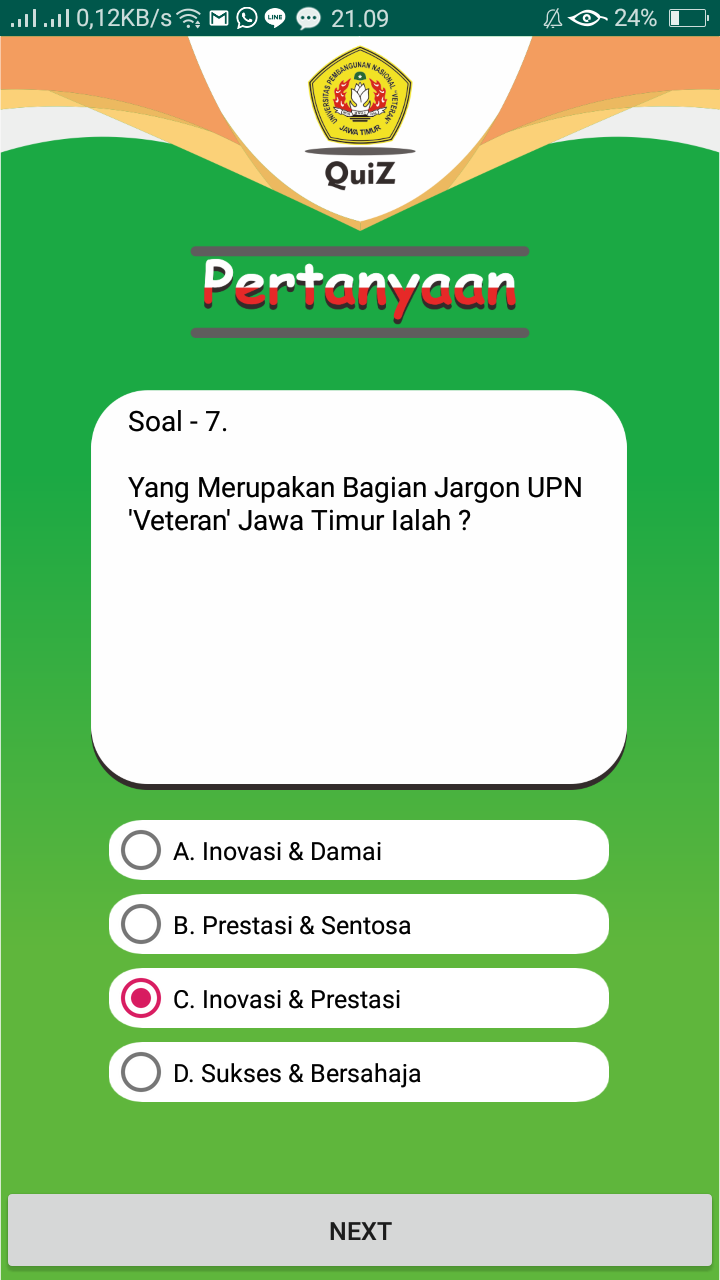 0,12KB/s LINE 21.09 24%
UNIVERSITAS PEMBANGUNAN NASIONAL "VETERAN"
JAWA TIMUR
QuiZ
Pertanyaan
Soal - 7.
Yang Merupakan Bagian Jargon UPN
'Veteran' Jawa Timur Ialah ?
A. Inovasi & Damai
B. Prestasi & Sentosa
C. Inovasi & Prestasi
D. Sukses & Bersahaja
NEXT